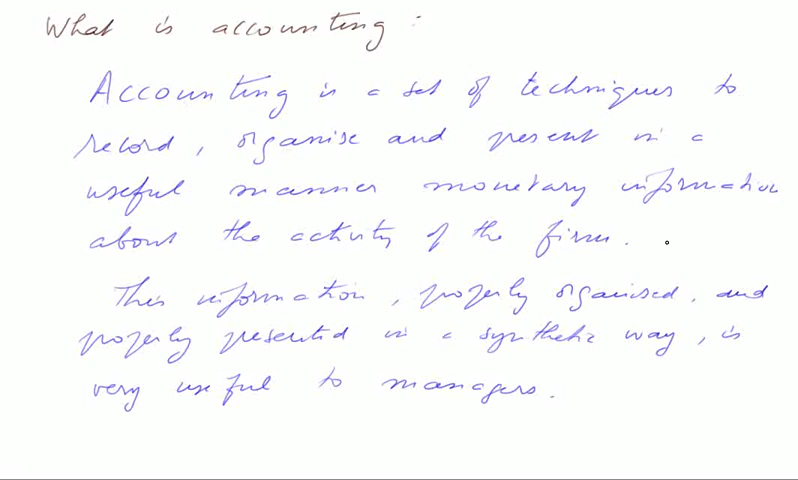 What is accounting :
Accounting is a set of techniques to
record, organise and present in a
useful manner monetary information
about the activity of the firm.
This information, properly organised, and
properly presented in a synthetic way, is
very useful to managers.